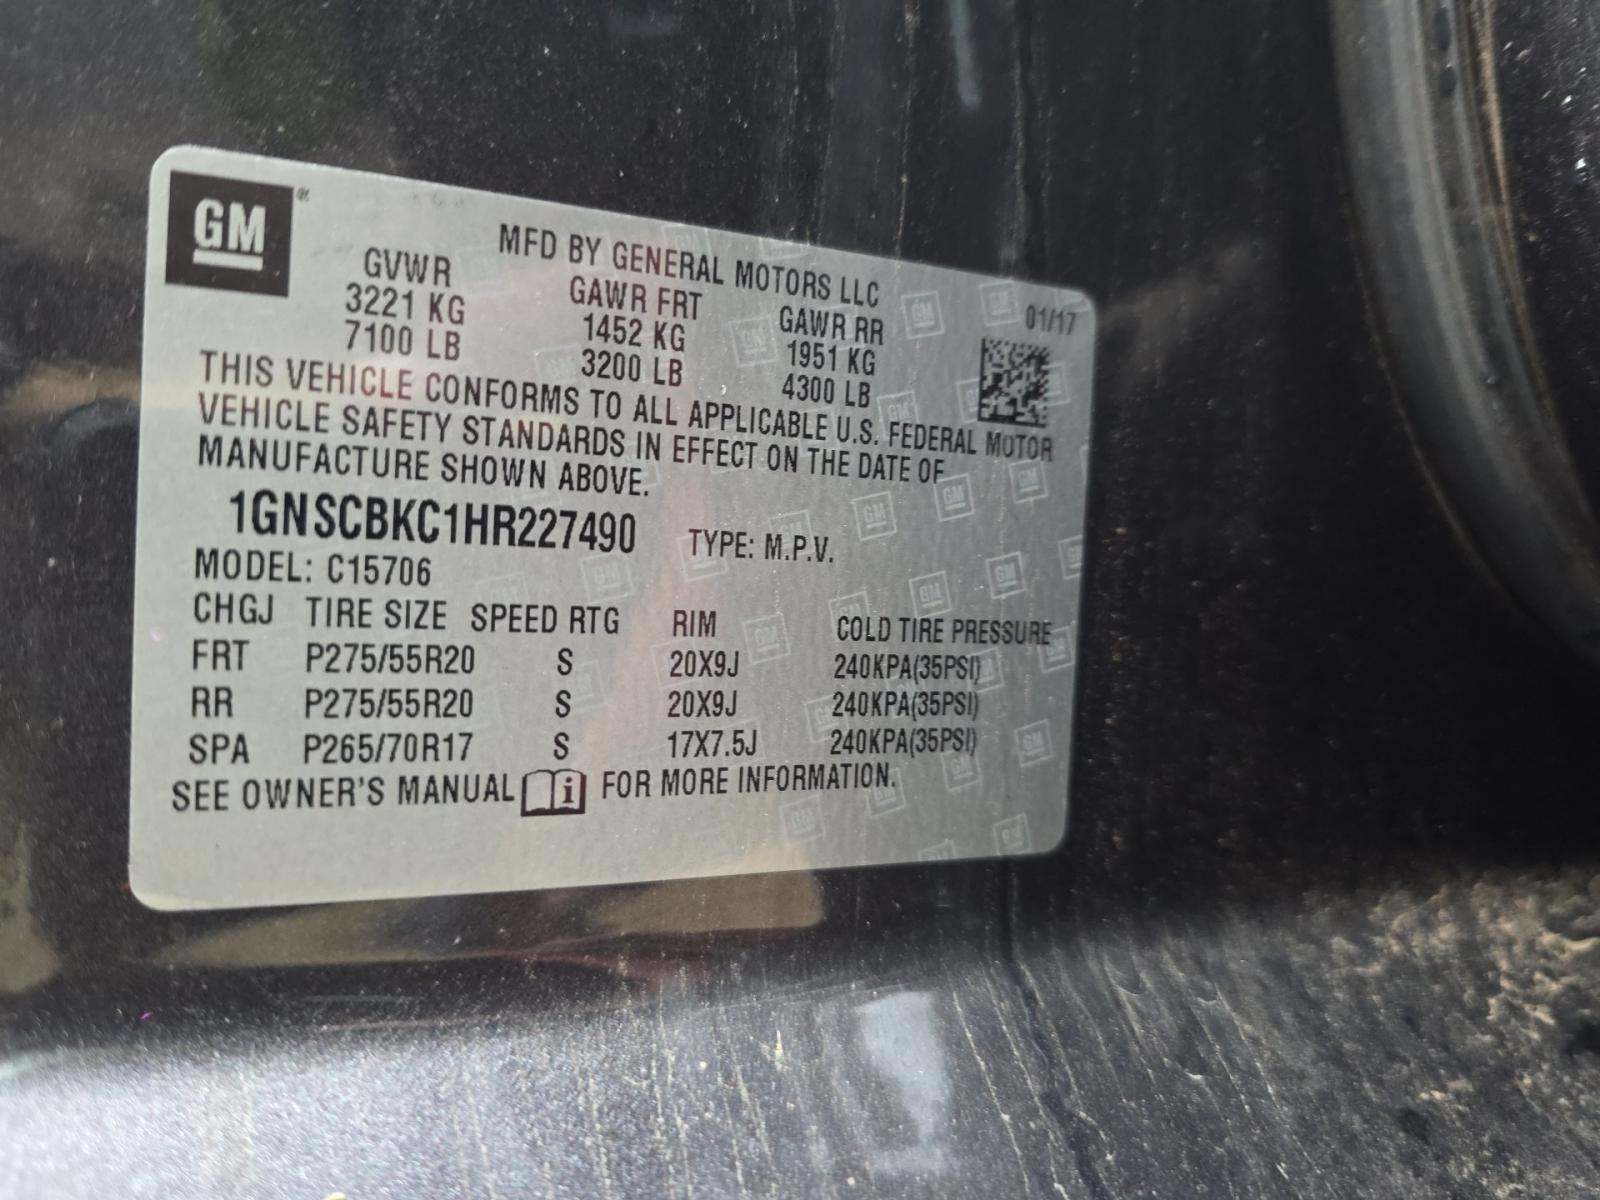 GM®
MFD BY GENERAL MOTORS LLC
GVWR GAWR FRT GAWR RR 01/17
3221 KG 1452 KG 1951 KG
7100 LB 3200 LB 4300 LB
THIS VEHICLE CONFORMS TO ALL APPLICABLE U.S. FEDERAL MOTOR
VEHICLE SAFETY STANDARDS IN EFFECT ON THE DATE OF
MANUFACTURE SHOWN ABOVE.
1GNSCBKC1HR227490 TYPE: M.P.V.
MODEL: C15706
CHGJ TIRE SIZE SPEED RTG RIM COLD TIRE PRESSURE
FRT P275/55R20 S 20X9J 240KPA(35PSI)
RR P275/55R20 S 20X9J 240KPA(35PSI)
SPA P265/70R17 S 17X7.5J 240KPA(35PSI)
SEE OWNER'S MANUAL i FOR MORE INFORMATION.